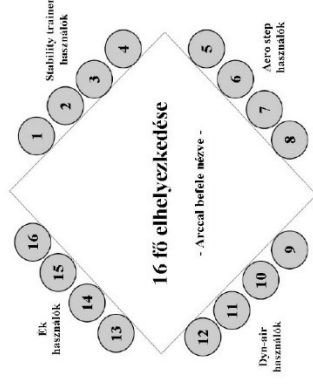 Stability trainer
használók
Ék
használók
16
1
15
2
14
3
13
4
16 fő elhelyezkedése
- Arccal befele nézve -
12
5
11
6
10
7
9
8
Dyn-air
használók
Aero step
használók